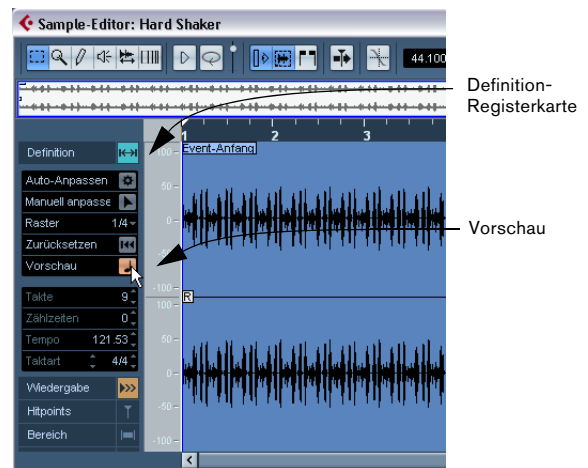 Sample-Editor: Hard Shaker
44.100
Definition-
Registerkarte
1 2 3
Definition
Event-Anfang
Auto-Anpassen
Manuell anpasse
Raster 1/4
Zurücksetzen
Vorschau
Vorschau
Takte 9
Zählzeiten 0
Tempo 121.53
Taktart 4/4
Wiedergabe
Hitpoints
Bereich
100
50
0
-50
-100
R
100
50
0
-50
-100